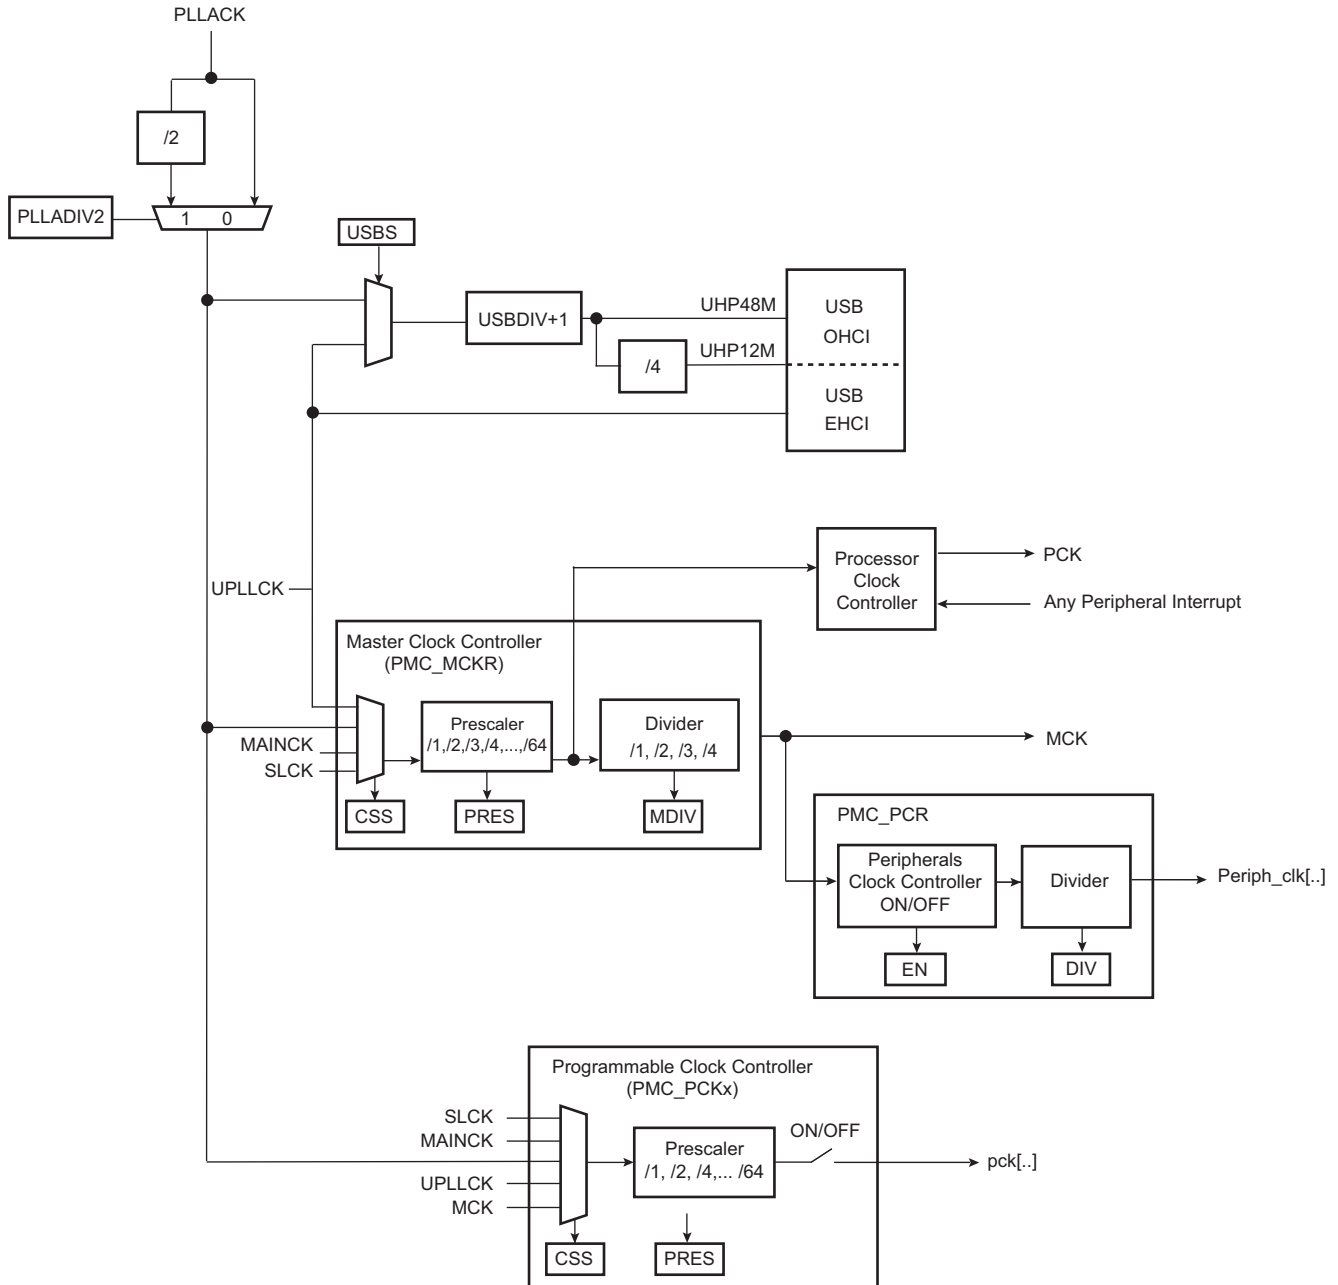 PLLACK
/2
PLLADIV2
1 0
USBS
USBDIV+1
UHP48M
/4
UHP12M
USB
OHCI
USB
EHCI
UPLLCK
Processor
Clock
Controller
PCK
Any Peripheral Interrupt
Master Clock Controller
(PMC_MCKR)
MAINCK
SLCK
Prescaler
/1,/2,/3,/4,...,/64
Divider
/1, /2, /3, /4
CSS
PRES
MDIV
MCK
PMC_PCR
Peripherals
Clock Controller
ON/OFF
Divider
Periph_clk[..]
EN
DIV
Programmable Clock Controller
(PMC_PCKx)
SLCK
MAINCK
UPLLCK
MCK
Prescaler
/1, /2, /4,... /64
ON/OFF
pck[..]
CSS
PRES